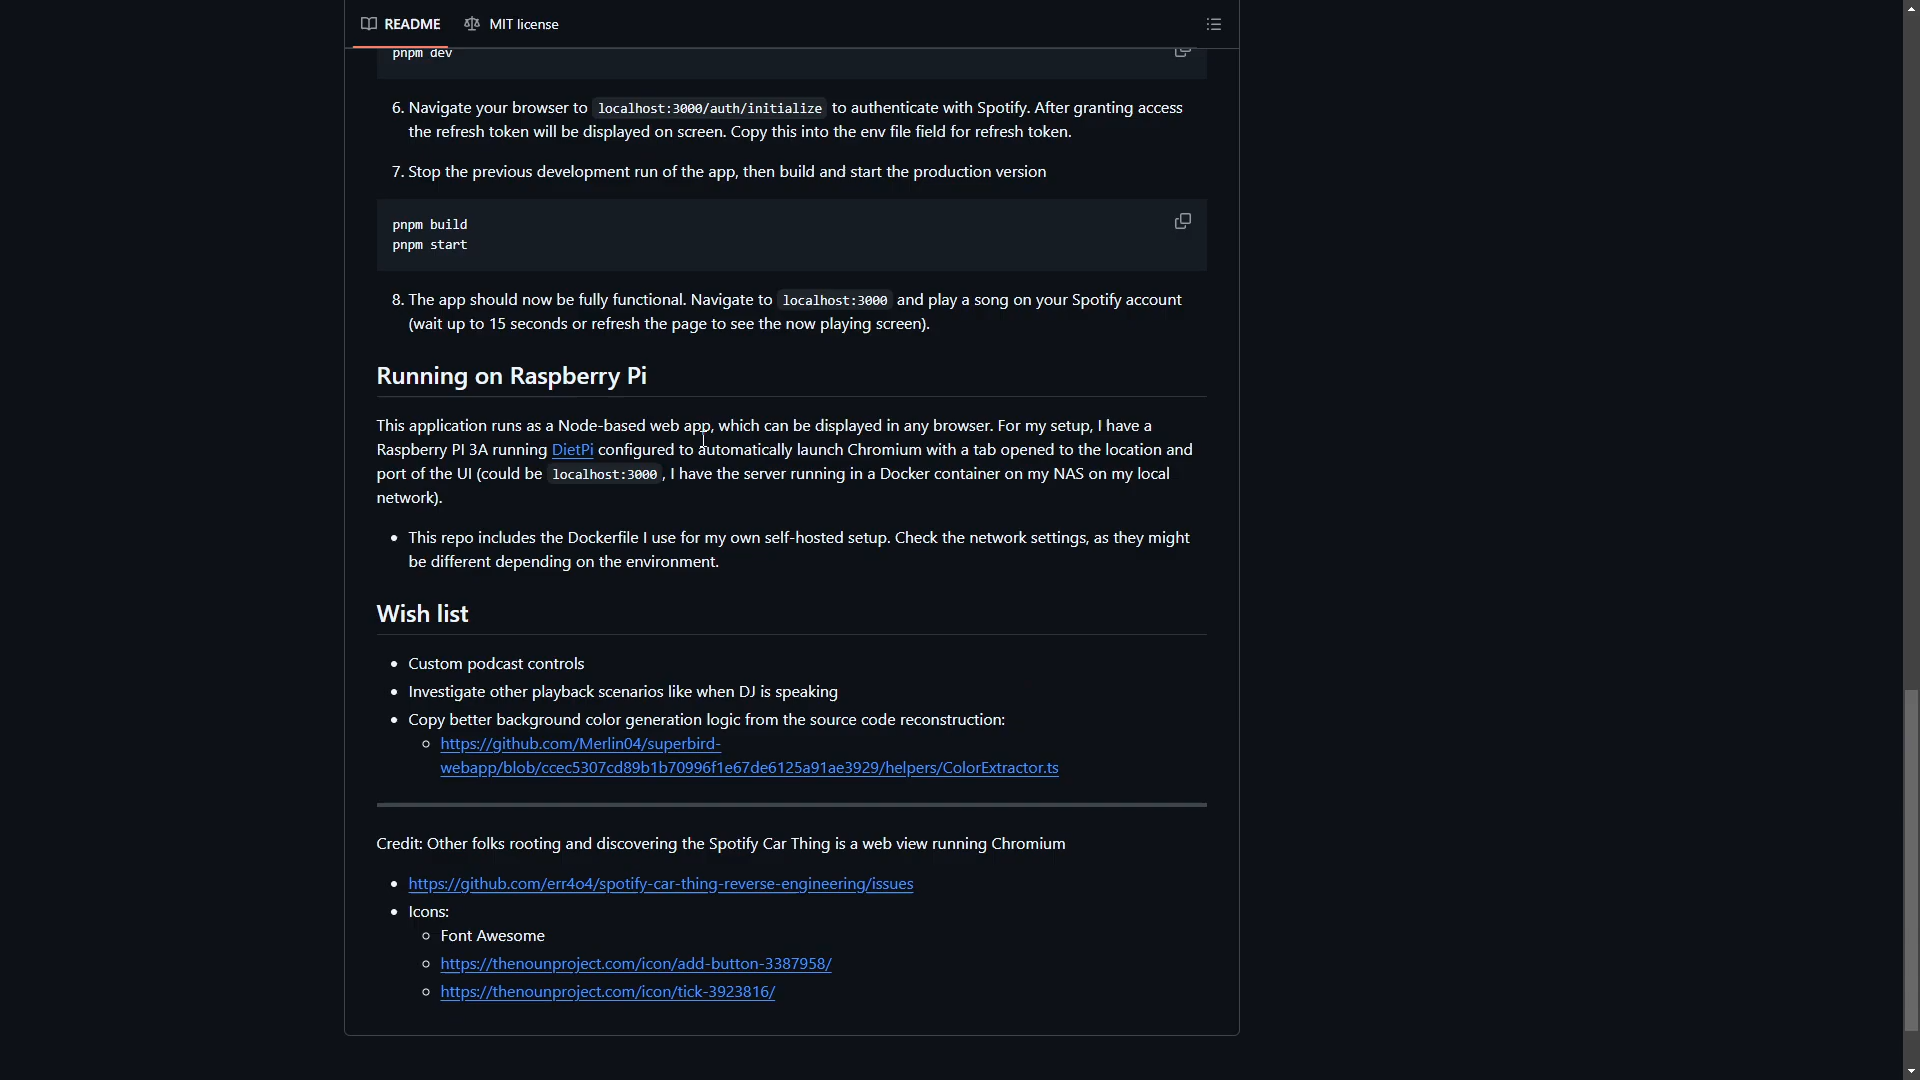 README MIT license
pnpm dev
6. Navigate your browser to localhost:3000/auth/initialize to authenticate with Spotify. After granting access
the refresh token will be displayed on screen. Copy this into the env file field for refresh token.
7. Stop the previous development run of the app, then build and start the production version
pnpm build
pnpm start
8. The app should now be fully functional. Navigate to localhost:3000 and play a song on your Spotify account
(wait up to 15 seconds or refresh the page to see the now playing screen).
Running on Raspberry Pi
This application runs as a Node-based web app, which can be displayed in any browser. For my setup, I have a
Raspberry PI 3A running DietPi configured to automatically launch Chromium with a tab opened to the location and
port of the UI (could be localhost:3000, I have the server running in a Docker container on my NAS on my local
network).
• This repo includes the Dockerfile I use for my own self-hosted setup. Check the network settings, as they might
be different depending on the environment.
Wish list
• Custom podcast controls
• Investigate other playback scenarios like when DJ is speaking
• Copy better background color generation logic from the source code reconstruction:
◦ https://github.com/Merlin04/superbird-
webapp/blob/ccec5307cd89b1b70996f1e67de6125a91ae3929/helpers/ColorExtractor.ts
Credit: Other folks rooting and discovering the Spotify Car Thing is a web view running Chromium
• https://github.com/err4o4/spotify-car-thing-reverse-engineering/issues
• Icons:
◦ Font Awesome
◦ https://thenounproject.com/icon/add-button-3387958/
◦ https://thenounproject.com/icon/tick-3923816/